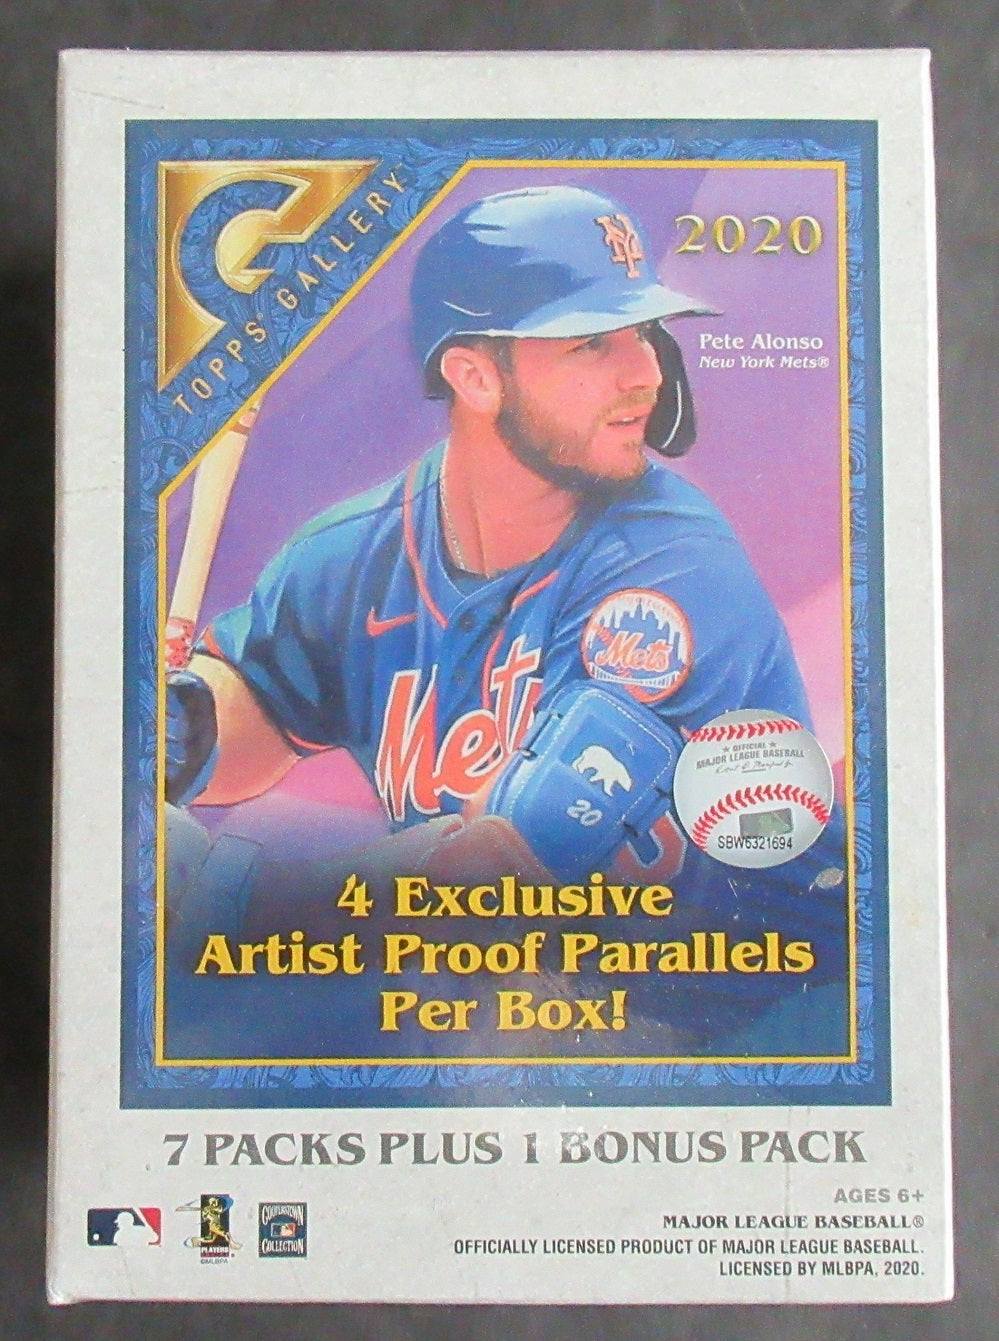 TOPPS® GALLERY
2020
NY
Pete Alonso
New York Mets®
Mets
Mets
20
★ OFFICIAL ★
MAJOR LEAGUE BASEBALL
SBW6321694
4 Exclusive
Artist Proof Parallels
Per Box!
7 PACKS PLUS 1 BONUS PACK
AGES 6+
MAJOR LEAGUE BASEBALL®
OFFICIALLY LICENSED PRODUCT OF MAJOR LEAGUE BASEBALL.
LICENSED BY MLBPA, 2020.
PLAYERS
©MLBPA
COOPERSTOWN
COLLECTION